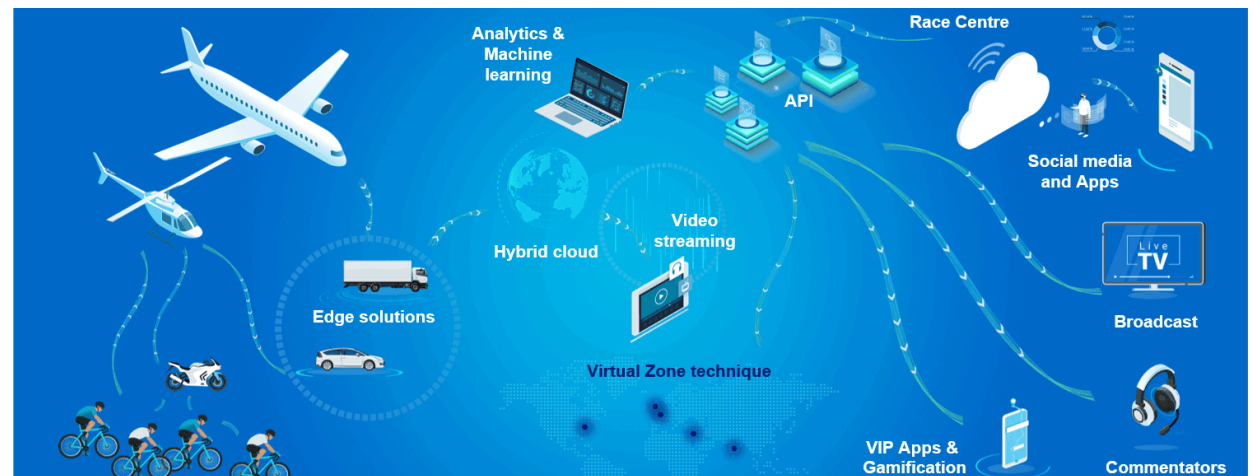 Race Centre
Analytics &
Machine
learning
API
Social media
and Apps
Video
streaming
Hybrid cloud
Edge solutions
Live
TV
Broadcast
Virtual Zone technique
VIP Apps &
Gamification
Commentators